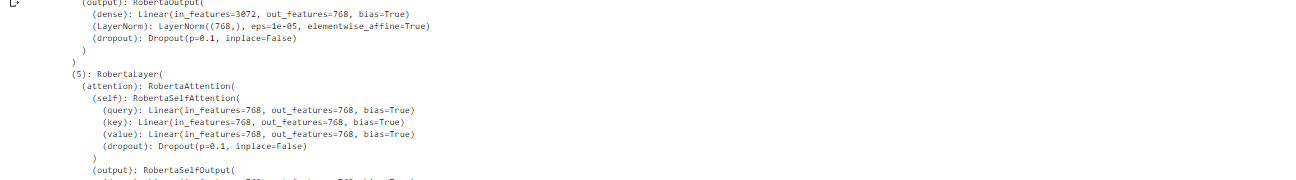 (output): RobertaOutput(
(dense): Linear(in_features=3072, out_features=768, bias=True)
(LayerNorm): LayerNorm((768,), eps=1e-05, elementwise_affine=True)
(dropout): Dropout(p=0.1, inplace=False)
)
)
(5): RobertaLayer(
(attention): RobertaAttention(
(self): RobertaSelfAttention(
(query): Linear(in_features=768, out_features=768, bias=True)
(key): Linear(in_features=768, out_features=768, bias=True)
(value): Linear(in_features=768, out_features=768, bias=True)
(dropout): Dropout(p=0.1, inplace=False)
)
(output): RobertaSelfOutput(